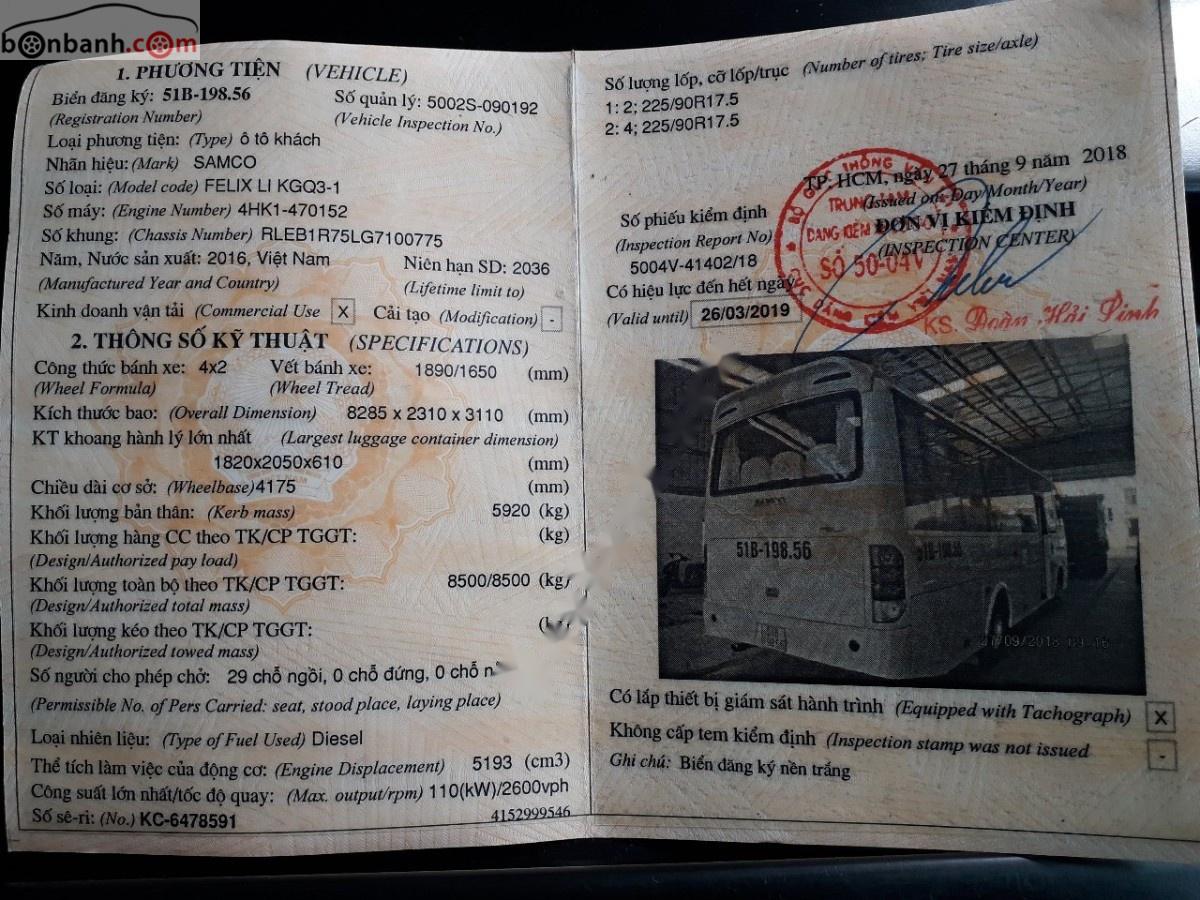 bonbanh.com
1. PHƯƠNG TIỆN (VEHICLE)
Biển đăng ký: 51B-198.56 Số quản lý: 5002S-090192
(Registration Number) (Vehicle Inspection No.)
Loại phương tiện: (Type) ô tô khách
Nhãn hiệu: (Mark) SAMCO
Số loại: (Model code) FELIX LI KGQ3-1
Số máy: (Engine Number) 4HK1-470152
Số khung: (Chassis Number) RLEB1R75LG7100775
Năm, Nước sản xuất: 2016, Việt Nam Niên hạn SD: 2036
(Manufactured Year and Country) (Lifetime limit to)
Kinh doanh vận tải (Commercial Use X Cải tạo (Modification) -
2. THÔNG SỐ KỸ THUẬT (SPECIFICATIONS)
Công thức bánh xe: 4x2 Vết bánh xe: 1890/1650 (mm)
(Wheel Formula) (Wheel Tread)
Kích thước bao: (Overall Dimension) 8285 x 2310 x 3110 (mm)
KT khoang hành lý lớn nhất (Largest luggage container dimension)
1820x2050x610 (mm)
Chiều dài cơ sở: (Wheelbase)4175 (mm)
Khối lượng bản thân: (Kerb mass) 5920 (kg)
Khối lượng hàng CC theo TK/CP TGGT: (kg)
(Design/Authorized pay load)
Khối lượng toàn bộ theo TK/CP TGGT: 8500/8500 (kg)
(Design/Authorized total mass)
Khối lượng kéo theo TK/CP TGGT:
(Design/Authorized towed mass)
Số người cho phép chở: 29 chỗ ngồi, 0 chỗ đứng, 0 chỗ
(Permissible No. of Pers Carried: seat, stood place, laying place)
Loại nhiên liệu: (Type of Fuel Used) Diesel
Thể tích làm việc của động cơ: (Engine Displacement) 5193 (cm3)
Công suất lớn nhất/tốc độ quay: (Max. output/rpm) 110(kW)/2600vph
Số sê-ri: (No.) KC-6478591 4152999546
Số lượng lốp, cỡ lốp/trục (Number of tires; Tire size/axle)
1: 2; 225/90R17.5
2: 4; 225/90R17.5
TP. HCM, ngày 27 tháng 9 năm 2018
(Issued on: Day/Month/Year)
Số phiếu kiểm định ĐƠN VỊ KIỂM ĐỊNH
(Inspection Report No) (INSPECTION CENTER)
5004V-41402/18
Có hiệu lực đến hết ngày
(Valid until) 26/03/2019
TRUNG TÂM
ĐĂNG KIỂM
SỐ 50-04V
KS. Đoàn Hải Linh
51B-198.56
51B-198.56
27/09/2018 09:16
Có lắp thiết bị giám sát hành trình (Equipped with Tachograph) X
Không cấp tem kiểm định (Inspection stamp was not issued -
Ghi chú: Biển đăng ký nền trắng